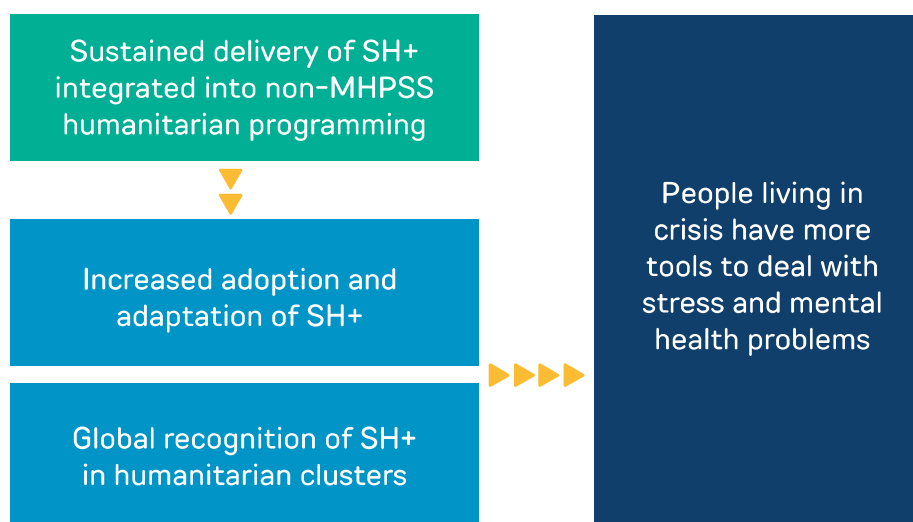 Sustained delivery of SH+
integrated into non-MHPSS
humanitarian programming
Increased adoption and
adaptation of SH+
Global recognition of SH+
in humanitarian clusters
People living in
crisis have more
tools to deal with
stress and mental
health problems